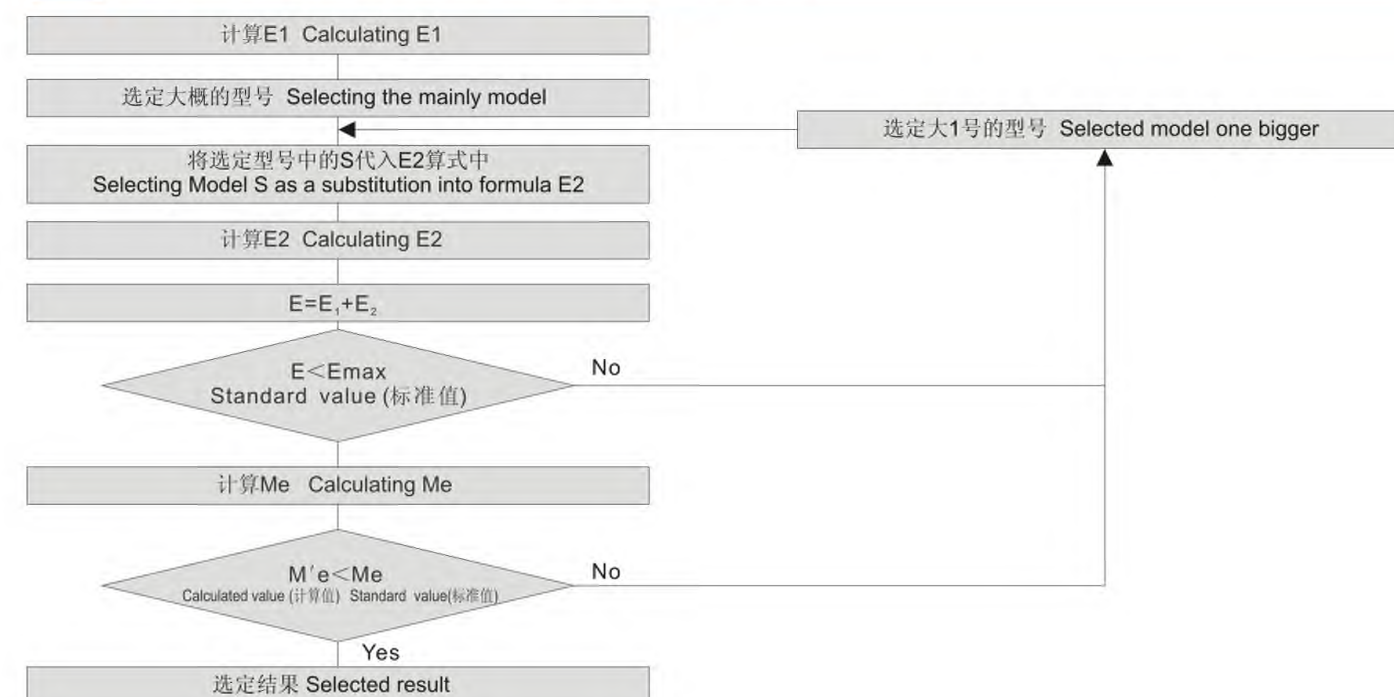 计算E1 Calculating E1
选定大概的型号 Selecting the mainly model
选定大1号的型号 Selected model one bigger
将选定型号中的S代入E2算式中
Selecting Model S as a substitution into formula E2
计算E2 Calculating E2
E=E₁+E₂
E<Emax
Standard value (标准值)
No
计算Me Calculating Me
M'e<Me
Calculated value (计算值) Standard value(标准值)
No
Yes
选定结果 Selected result